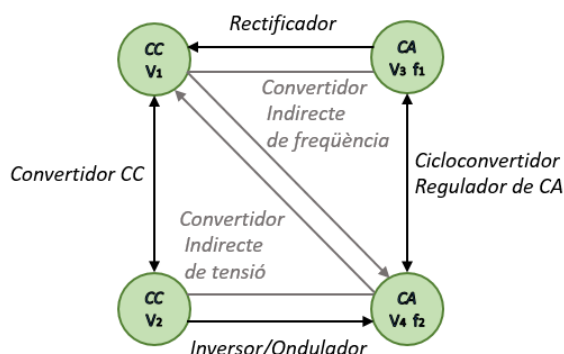 Rectificador
CC
V₁
CA
V₃ f₁
Convertidor
Indirecte
de freqüència
Convertidor CC
Cicloconvertidor
Regulador de CA
Convertidor
Indirecte
de tensió
CC
V₂
CA
V₄ f₂
Inversor/Ondulador